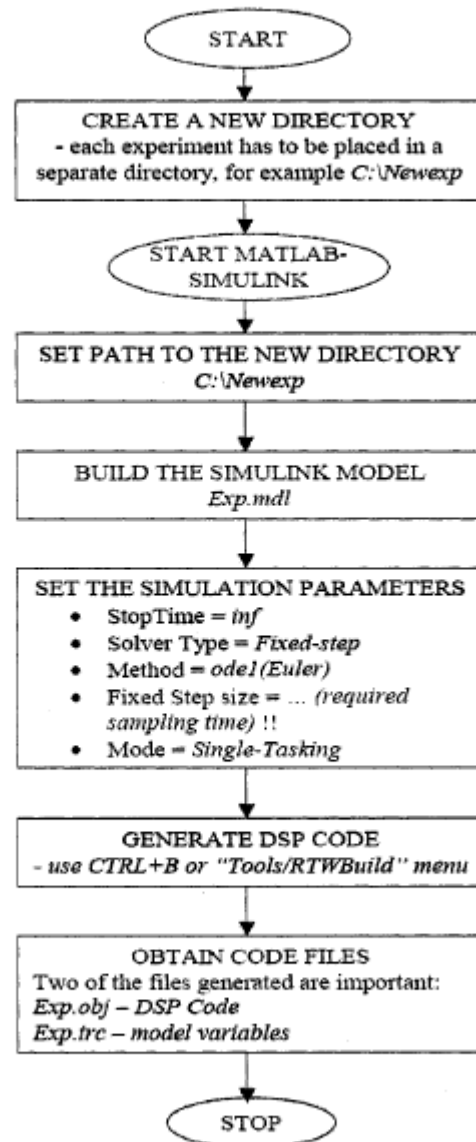 START
CREATE A NEW DIRECTORY
- each experiment has to be placed in a
separate directory, for example C:\Newexp
START MATLAB-
SIMULINK
SET PATH TO THE NEW DIRECTORY
C:\Newexp
BUILD THE SIMULINK MODEL
Exp.mdl
SET THE SIMULATION PARAMETERS
• StopTime = inf
• Solver Type = Fixed-step
• Method = ode1(Euler)
• Fixed Step size = ... (required
sampling time) !!
• Mode = Single-Tasking
GENERATE DSP CODE
- use CTRL+B or "Tools/RTWBuild" menu
OBTAIN CODE FILES
Two of the files generated are important:
Exp.obj – DSP Code
Exp.trc – model variables
STOP